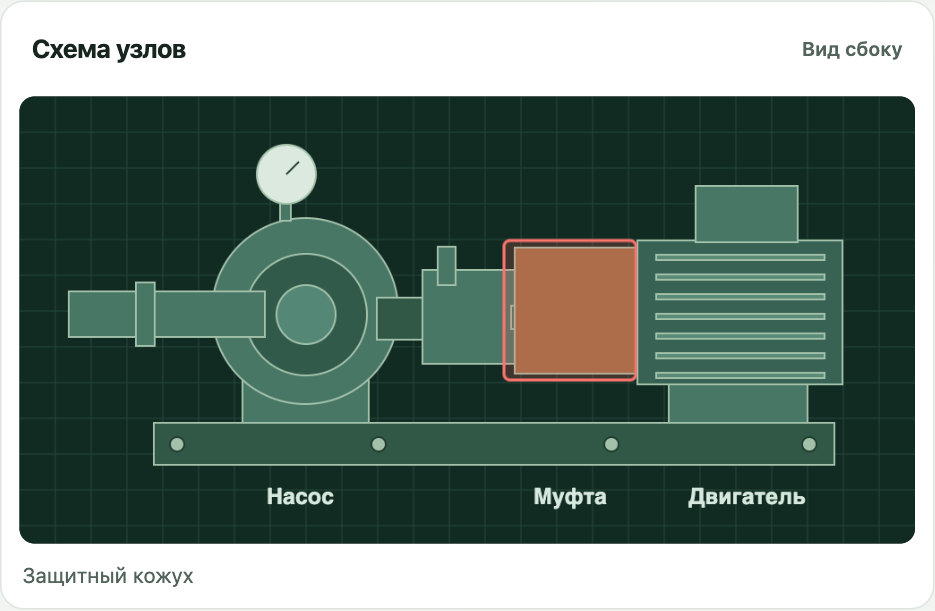 Схема узлов
Вид сбоку
Насос
Муфта
Двигатель
Защитный кожух